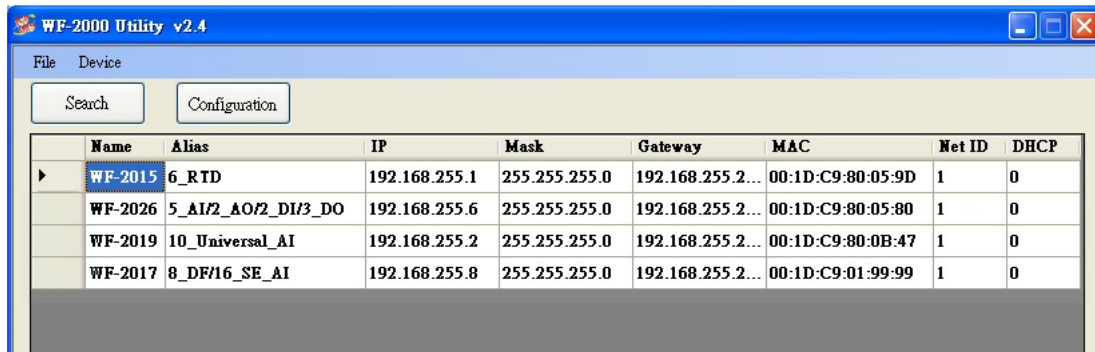 WF-2000 Utility v2.4
File Device
Search Configuration
Name Alias IP Mask Gateway MAC Net ID DHCP
WF-2015 6_RTD 192.168.255.1 255.255.255.0 192.168.255.2... 00:1D:C9:80:05:9D 1 0
WF-2026 5_AI/2_AO/2_DI/3_DO 192.168.255.6 255.255.255.0 192.168.255.2... 00:1D:C9:80:05:80 1 0
WF-2019 10_Universal_AI 192.168.255.2 255.255.255.0 192.168.255.2... 00:1D:C9:80:0B:47 1 0
WF-2017 8_DF/16_SE_AI 192.168.255.8 255.255.255.0 192.168.255.2... 00:1D:C9:01:99:99 1 0